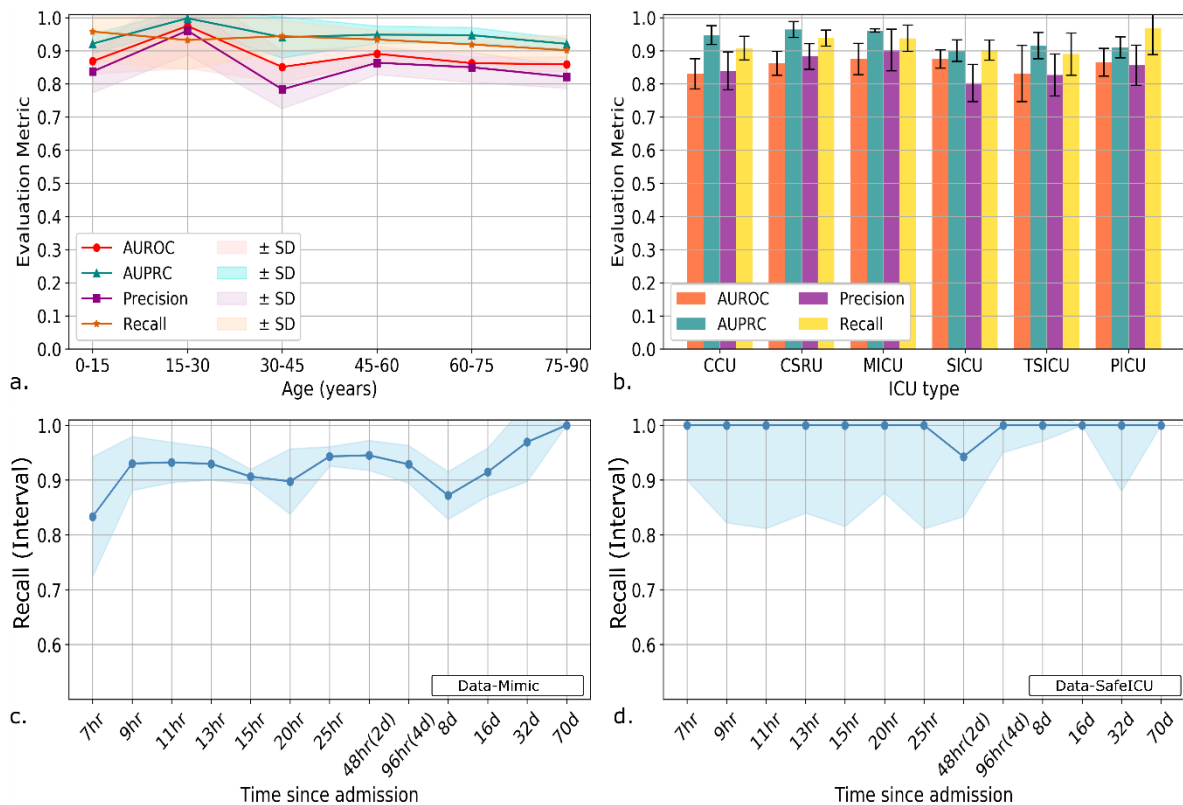 Evaluation Metric
1.0
0.9
0.8
0.7
0.6
0.5
0.4
0.3
0.2
0.1
0.0
AUROC ± SD
AUPRC ± SD
Precision ± SD
Recall ± SD
0-15 15-30 30-45 45-60 60-75 75-90
a. Age (years)
Evaluation Metric
1.0
0.9
0.8
0.7
0.6
0.5
0.4
0.3
0.2
0.1
0.0
AUROC Precision
AUPRC Recall
CCU CSRU MICU SICU TSICU PICU
b. ICU type
Recall (Interval)
1.0
0.9
0.8
0.7
0.6
Data-Mimic
c.
7hr 9hr 11hr 13hr 15hr 20hr 25hr 48hr(2d) 96hr(4d) 8d 16d 32d 70d
Time since admission
Recall (Interval)
1.0
0.9
0.8
0.7
0.6
Data-SafeICU
d.
7hr 9hr 11hr 13hr 15hr 20hr 25hr 48hr(2d) 96hr(4d) 8d 16d 32d 70d
Time since admission